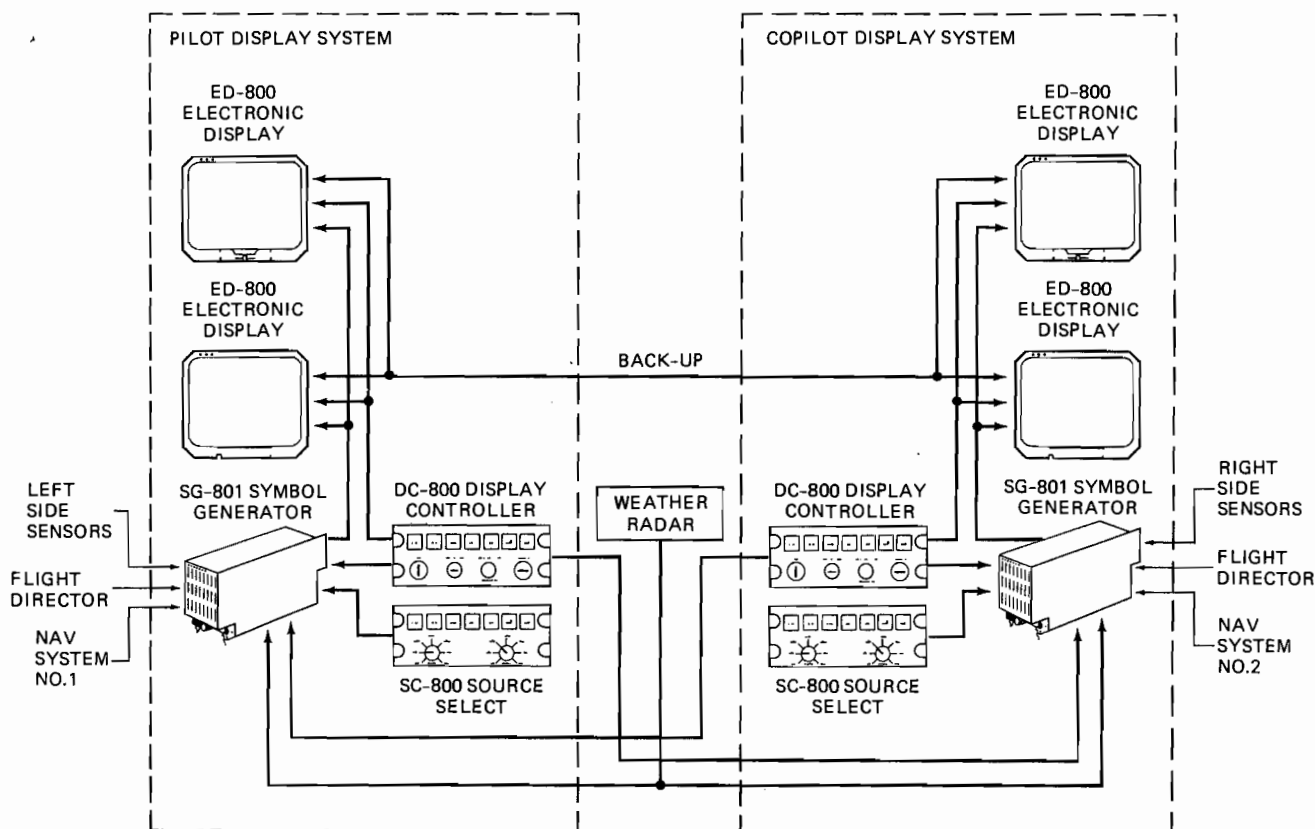 PILOT DISPLAY SYSTEM
COPILOT DISPLAY SYSTEM
ED-800
ELECTRONIC
DISPLAY
ED-800
ELECTRONIC
DISPLAY
ED-800
ELECTRONIC
DISPLAY
ED-800
ELECTRONIC
DISPLAY
BACK-UP
LEFT
SIDE
SENSORS
FLIGHT
DIRECTOR
NAV
SYSTEM
NO.1
SG-801 SYMBOL
GENERATOR
DC-800 DISPLAY
CONTROLLER
SC-800 SOURCE
SELECT
WEATHER
RADAR
DC-800 DISPLAY
CONTROLLER
SC-800 SOURCE
SELECT
SG-801 SYMBOL
GENERATOR
RIGHT
SIDE
SENSORS
FLIGHT
DIRECTOR
NAV
SYSTEM
NO.2